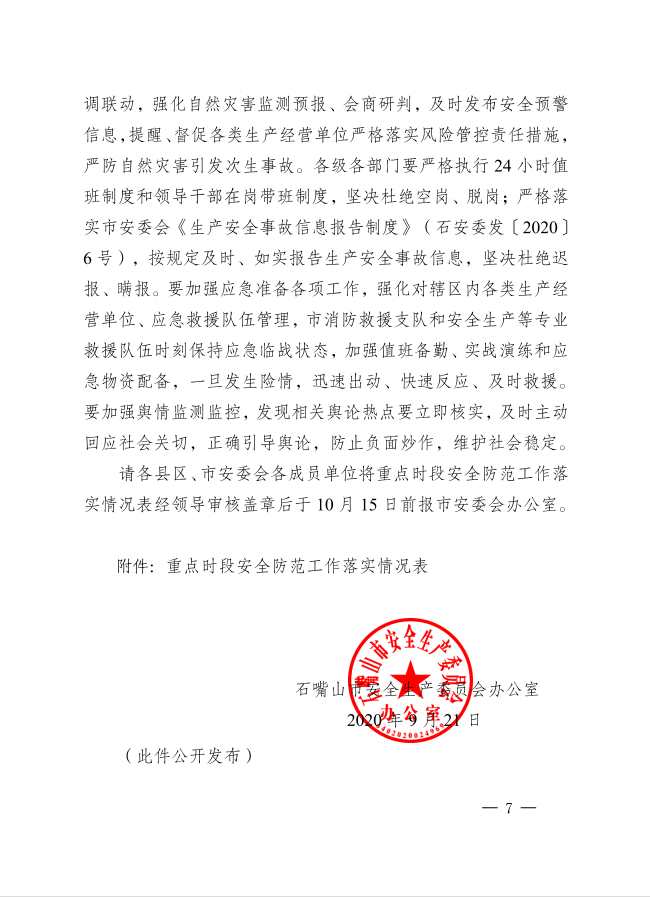 调联动，强化自然灾害监测预报、会商研判，及时发布安全预警
信息，提醒、督促各类生产经营单位严格落实风险管控责任措施，
严防自然灾害引发次生事故。各级各部门要严格执行 24 小时值
班制度和领导干部在岗带班制度，坚决杜绝空岗、脱岗；严格落
实市安委会《生产安全事故信息报告制度》（石安委发〔2020〕
6 号），按规定及时、如实报告生产安全事故信息，坚决杜绝迟
报、瞒报。要加强应急准备各项工作，强化对辖区内各类生产经
营单位、应急救援队伍管理，市消防救援支队和安全生产等专业
救援队伍时刻保持应急临战状态，加强值班备勤、实战演练和应
急物资配备，一旦发生险情，迅速出动、快速反应、及时救援。
要加强舆情监测监控，发现相关舆论热点要立即核实，及时主动
回应社会关切，正确引导舆论，防止负面炒作，维护社会稳定。
请各县区、市安委会各成员单位将重点时段安全防范工作落
实情况表经领导审核盖章后于 10 月 15 日前报市安委会办公室。
附件：重点时段安全防范工作落实情况表
石嘴山市安全生产委员会
石嘴山市安全生产委员会办公室
办公室
2020 年 9 月 21 日
（此件公开发布）
— 7 —